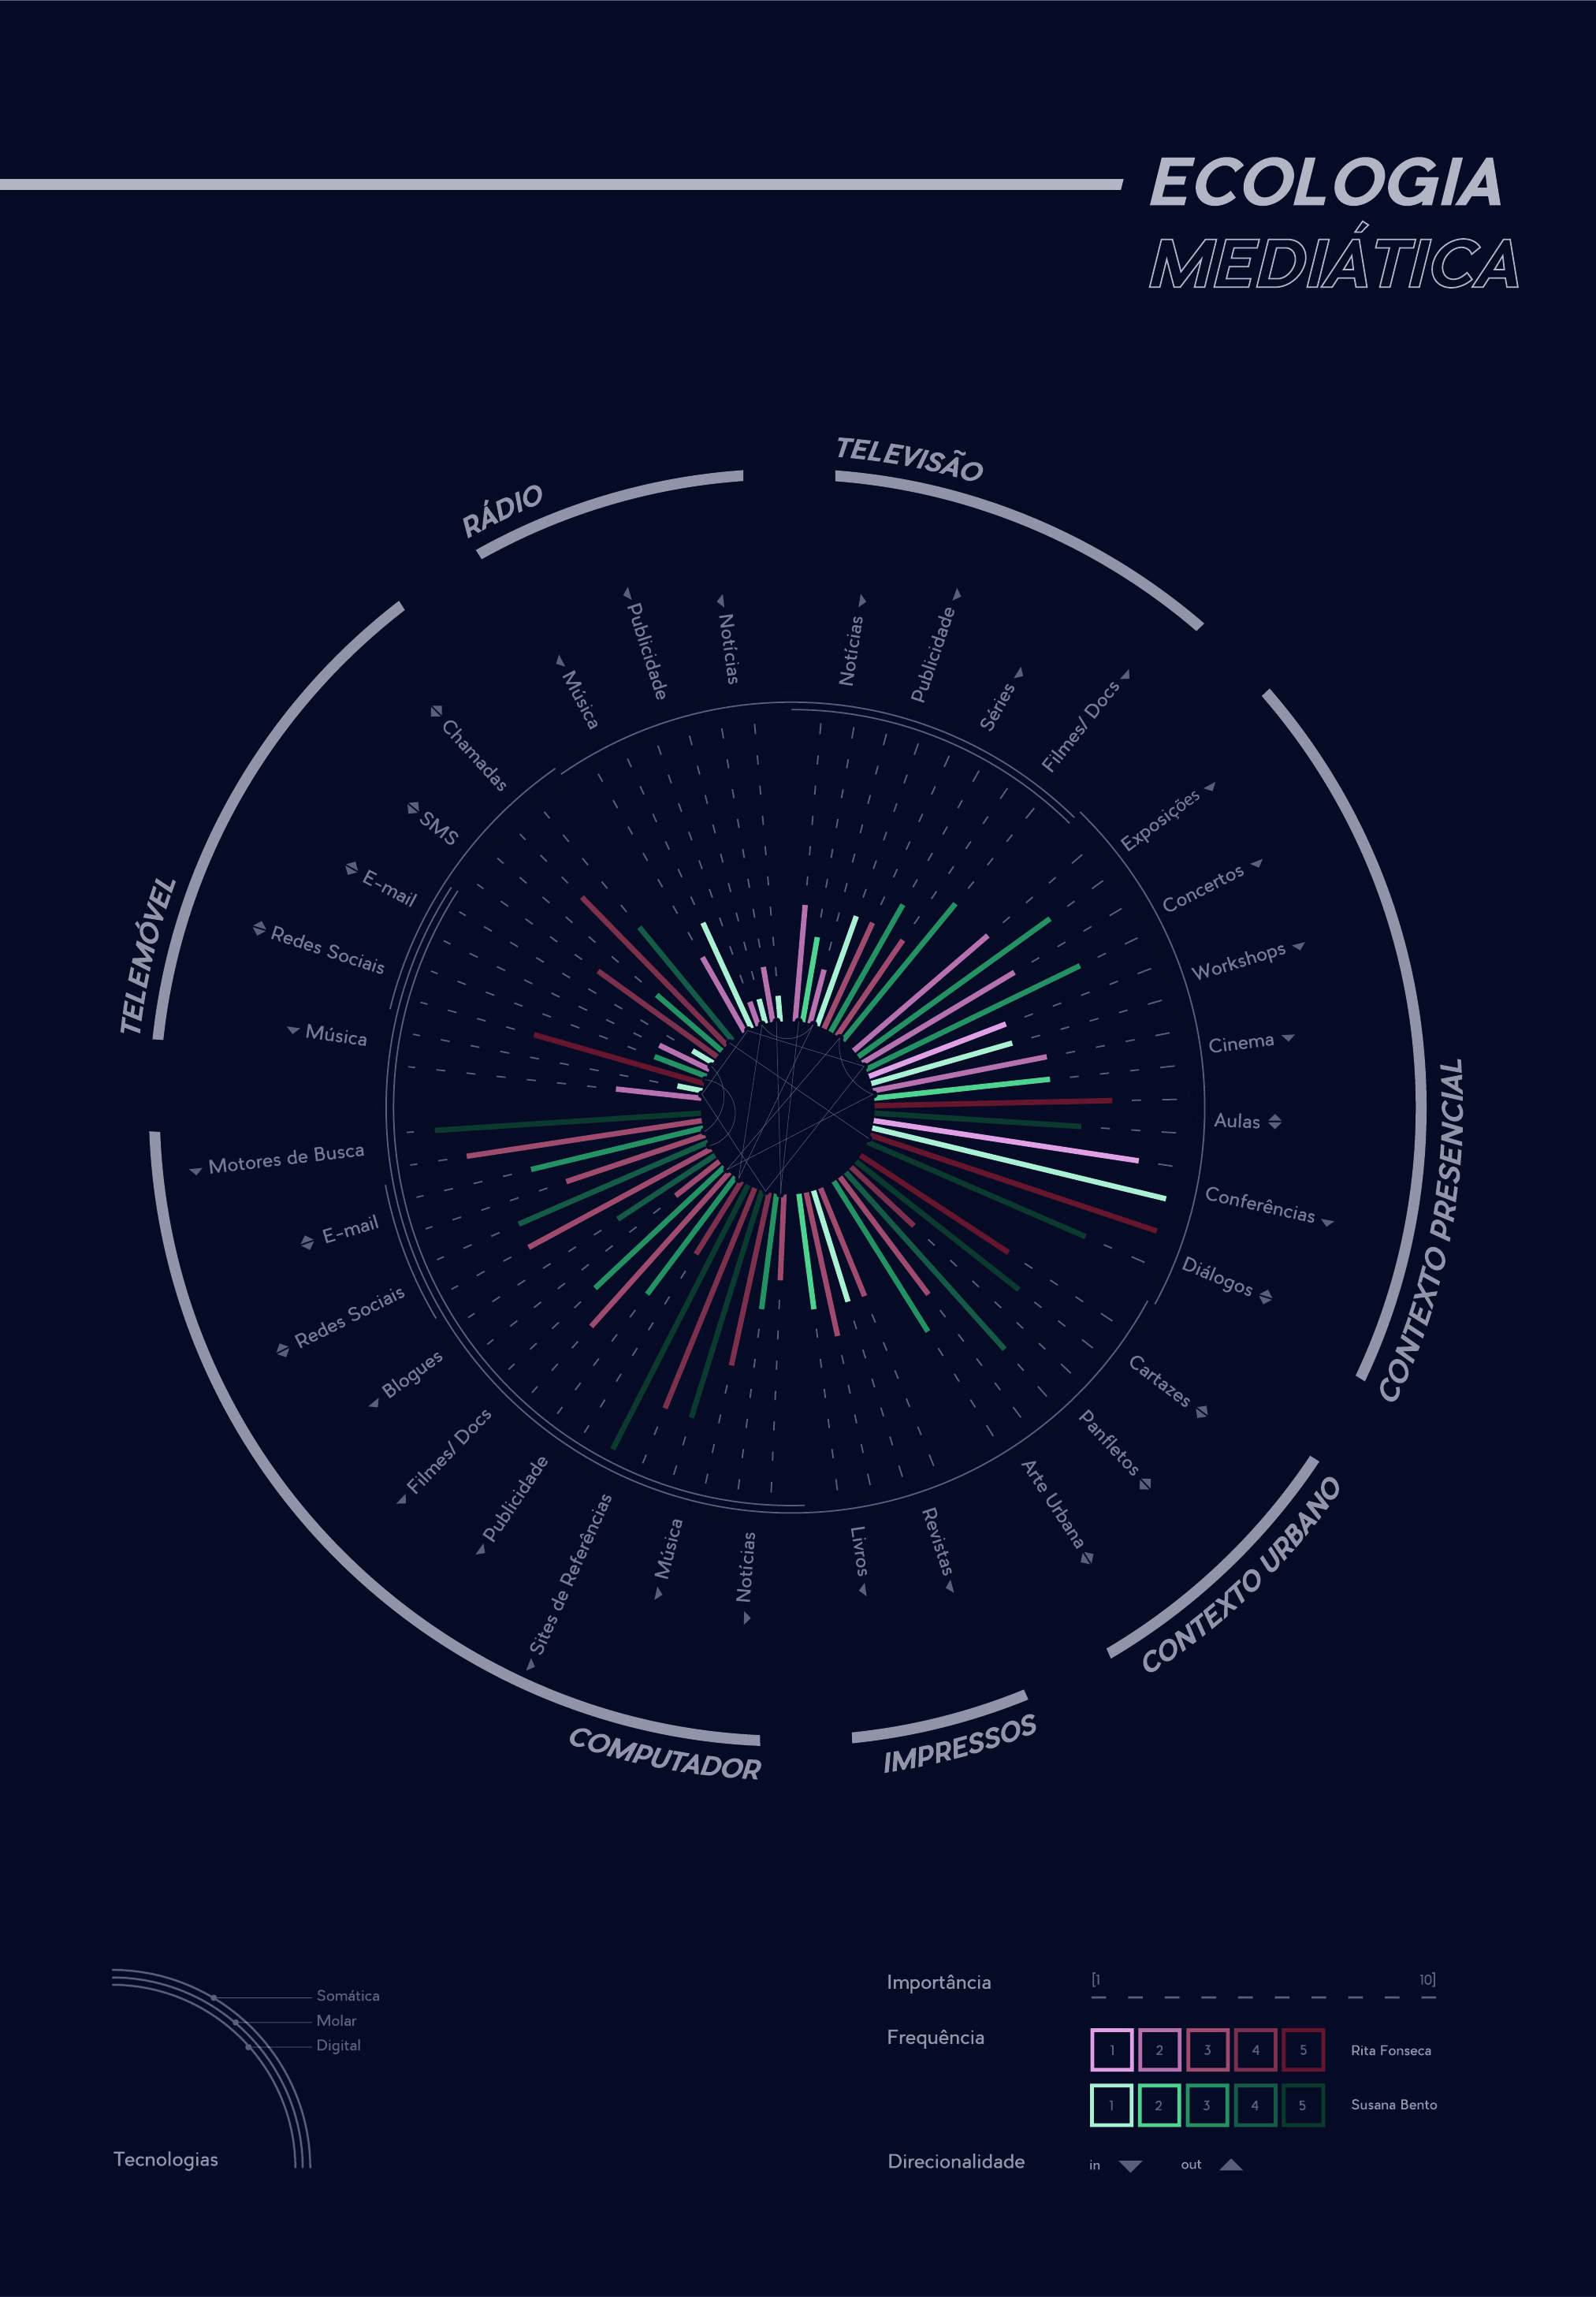 ECOLOGIA
MEDIÁTICA
TELEVISÃO
Notícias
Publicidade
Séries
Filmes/ Docs
CONTEXTO PRESENCIAL
Exposições
Concertos
Workshops
Cinema
Aulas
Conferências
Diálogos
CONTEXTO URBANO
Cartazes
Panfletos
Arte Urbana
IMPRESSOS
Revistas
Livros
COMPUTADOR
Notícias
Música
Sites de Referências
Publicidade
Filmes/ Docs
Blogues
Redes Sociais
E-mail
Motores de Busca
TELEMÓVEL
Música
Redes Sociais
E-mail
SMS
Chamadas
RÁDIO
Música
Publicidade
Notícias
Somática
Molar
Digital
Tecnologias
Importância [1 10]
Frequência
1 2 3 4 5 Rita Fonseca
1 2 3 4 5 Susana Bento
Direcionalidade in out